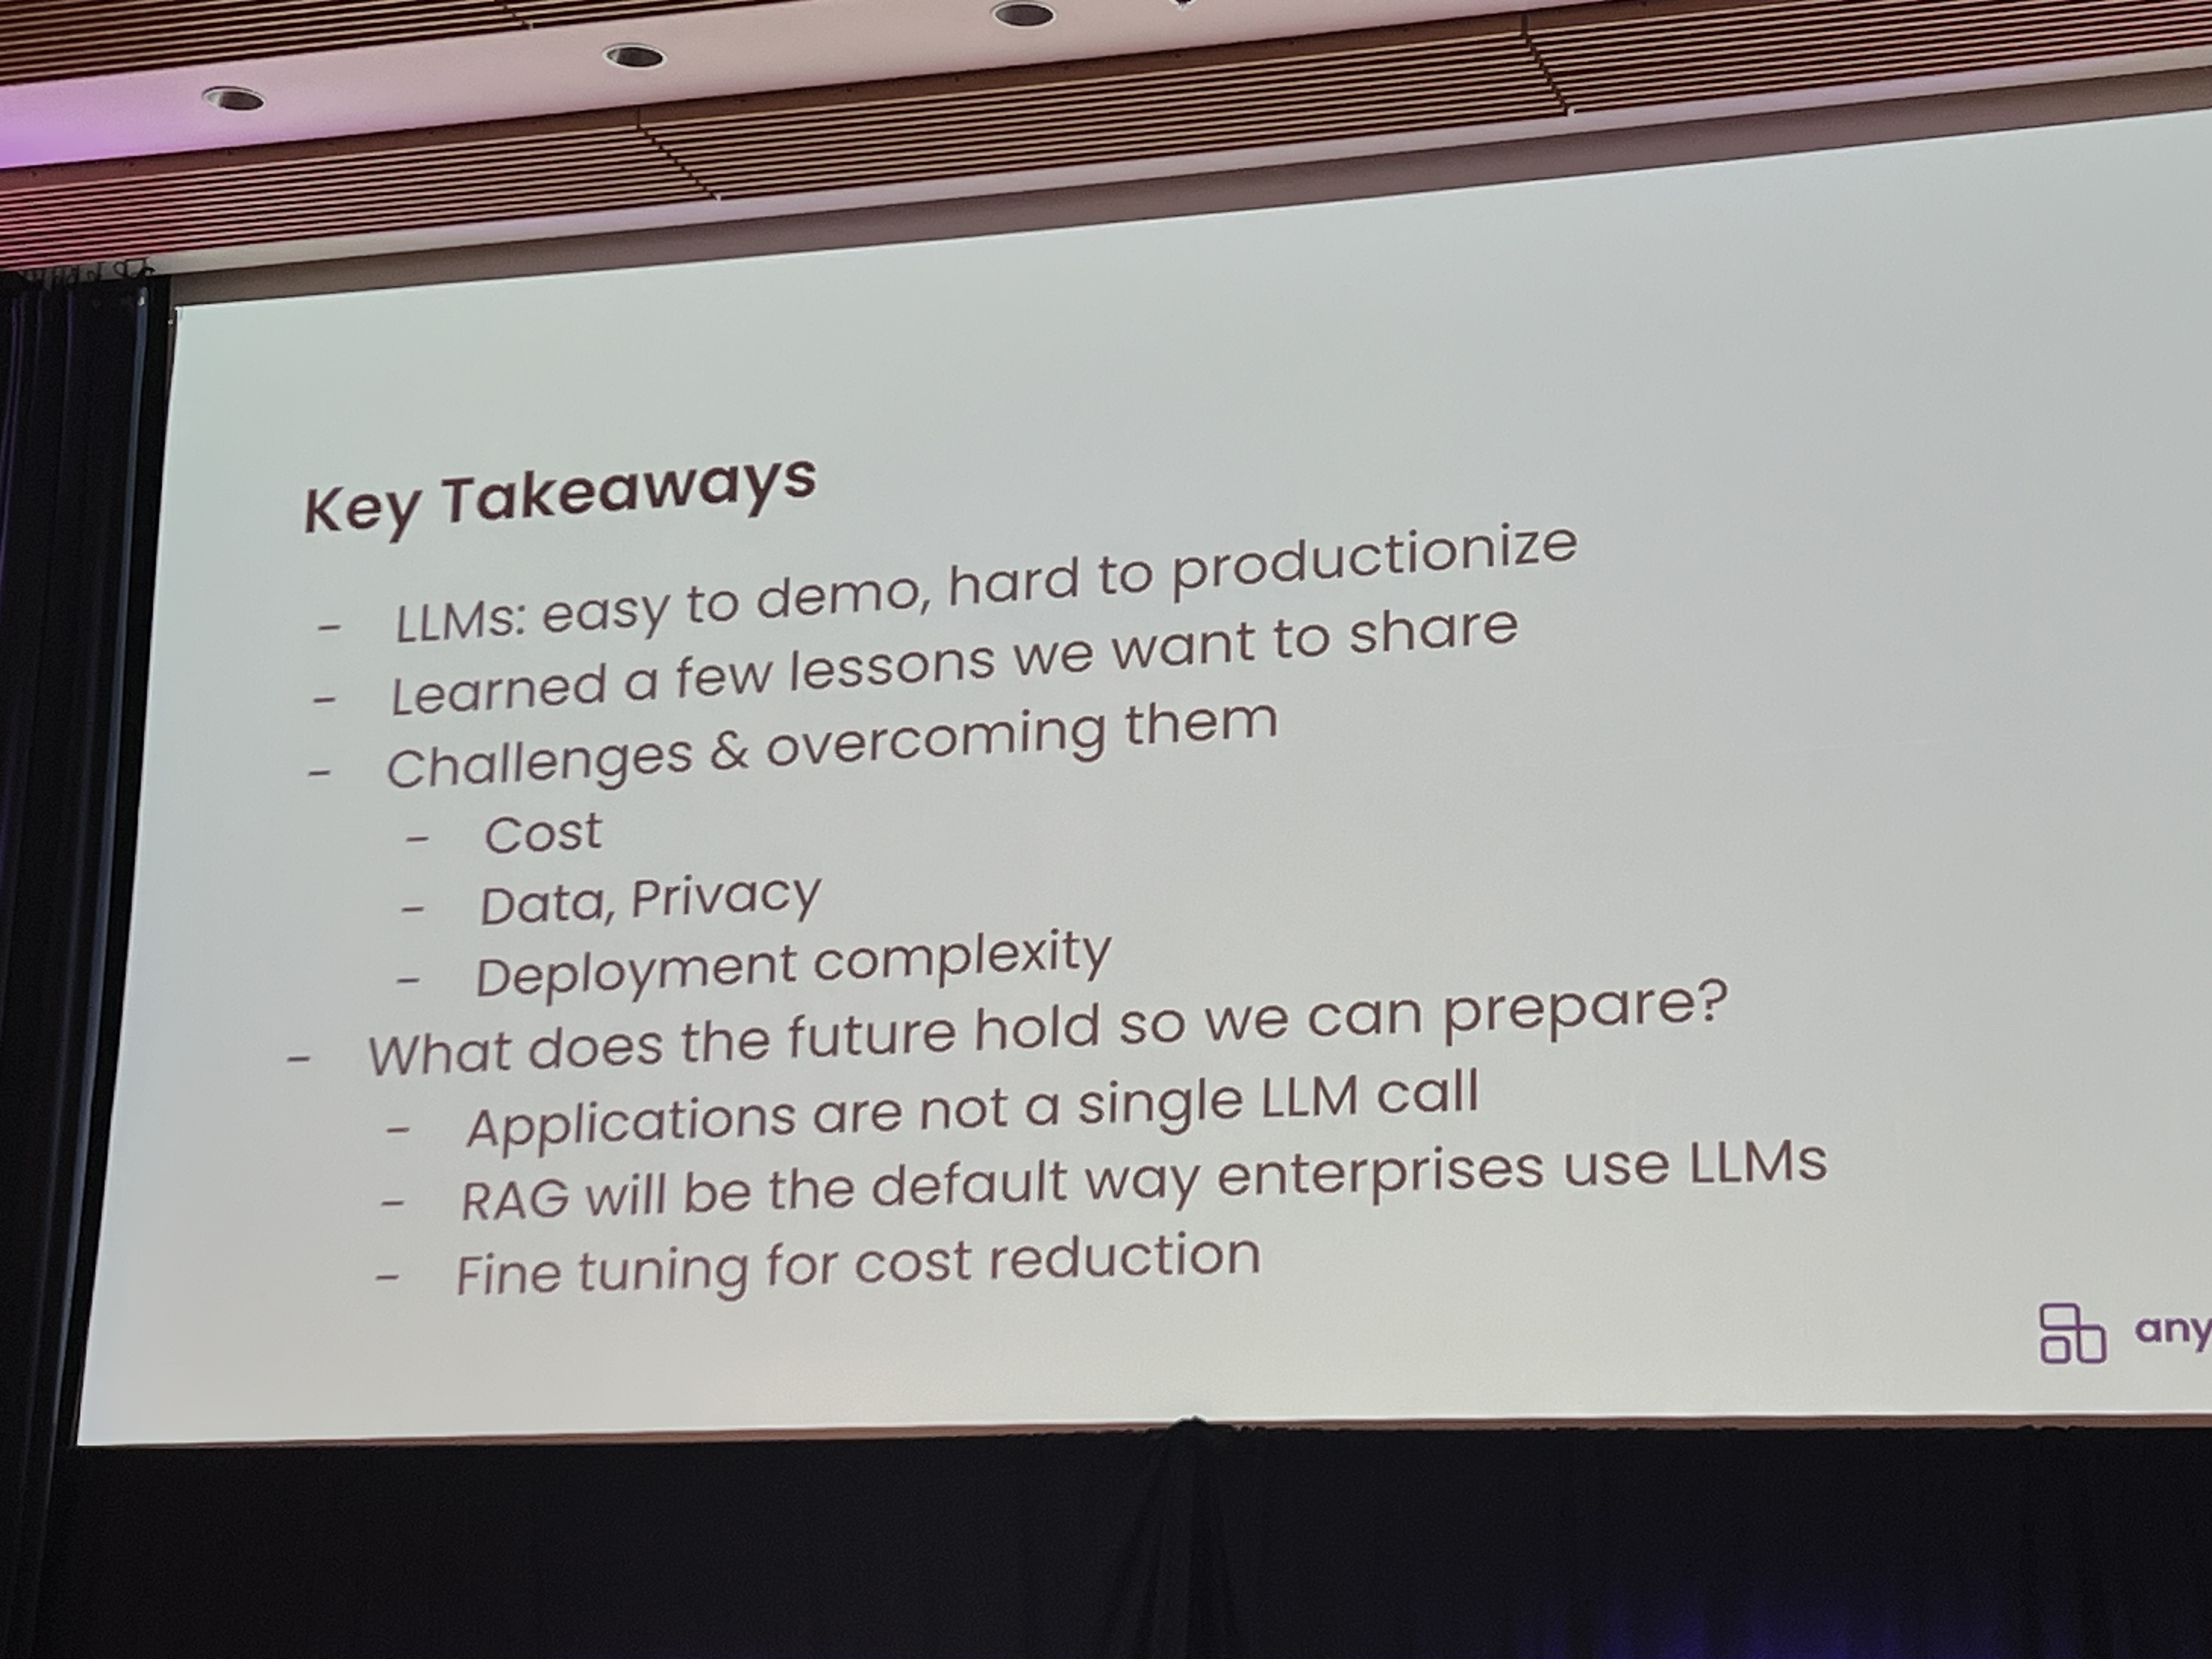 Key Takeaways
- LLMs: easy to demo, hard to productionize
- Learned a few lessons we want to share
- Challenges & overcoming them
- Cost
- Data, Privacy
- Deployment complexity
- What does the future hold so we can prepare?
- Applications are not a single LLM call
- RAG will be the default way enterprises use LLMs
- Fine tuning for cost reduction
any